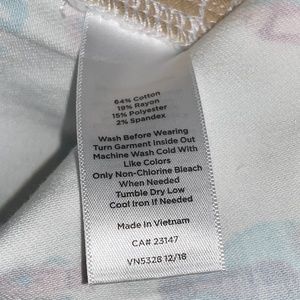 64% Cotton
19% Rayon
15% Polyester
2% Spandex
Wash Before Wearing
Turn Garment Inside Out
Machine Wash Cold With
Like Colors
Only Non-Chlorine Bleach
When Needed
Tumble Dry Low
Cool Iron If Needed
Made In Vietnam
CA# 23147
VN5328 12/18